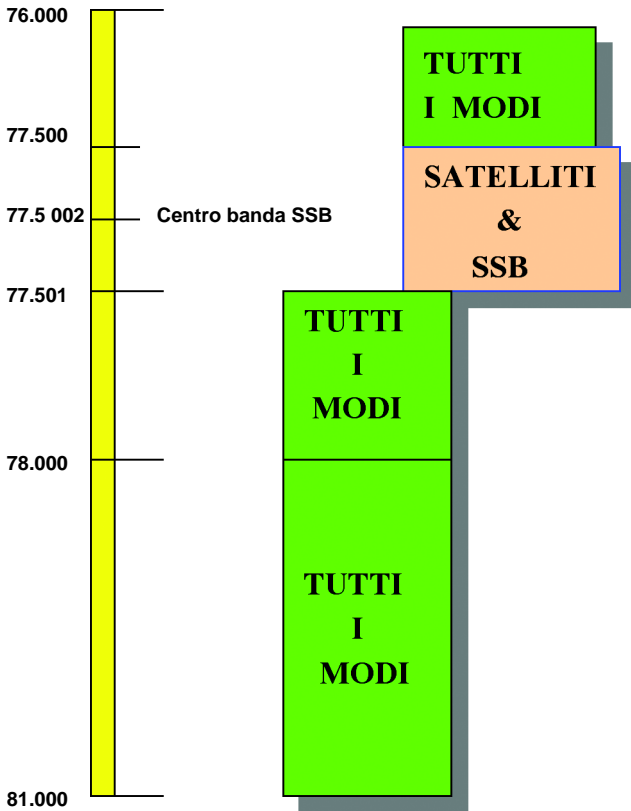 76.000
TUTTI
I MODI
77.500
SATELLITI
&
SSB
77.5 002
Centro banda SSB
77.501
TUTTI
I
MODI
78.000
TUTTI
I
MODI
81.000